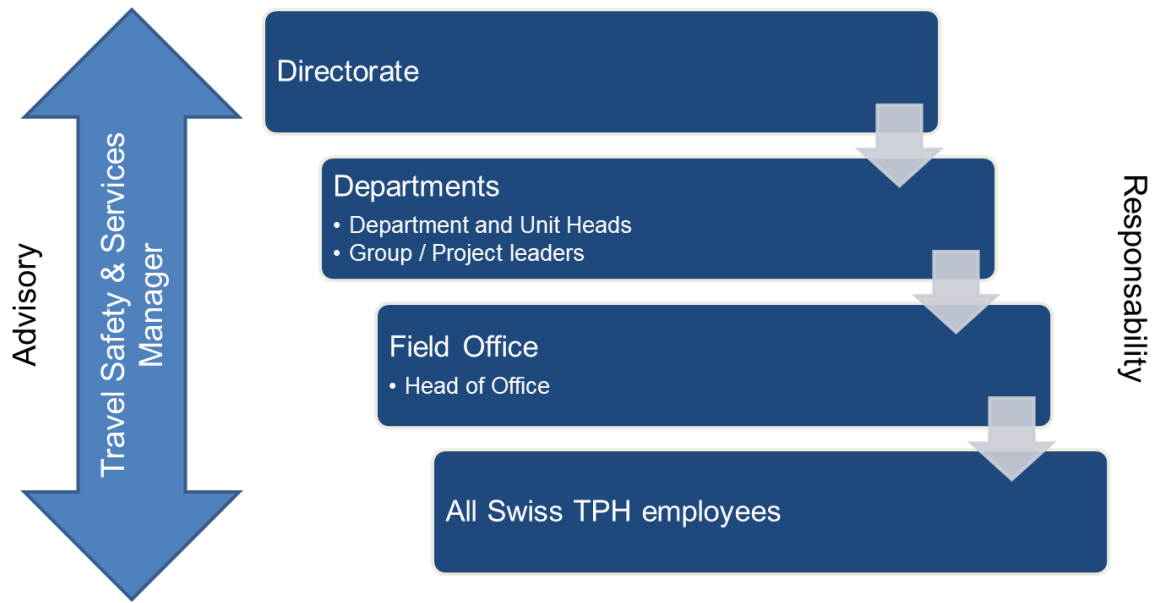 Advisory
Travel Safety & Services
Manager
Directorate
Departments
• Department and Unit Heads
• Group / Project leaders
Field Office
• Head of Office
All Swiss TPH employees
Responsability